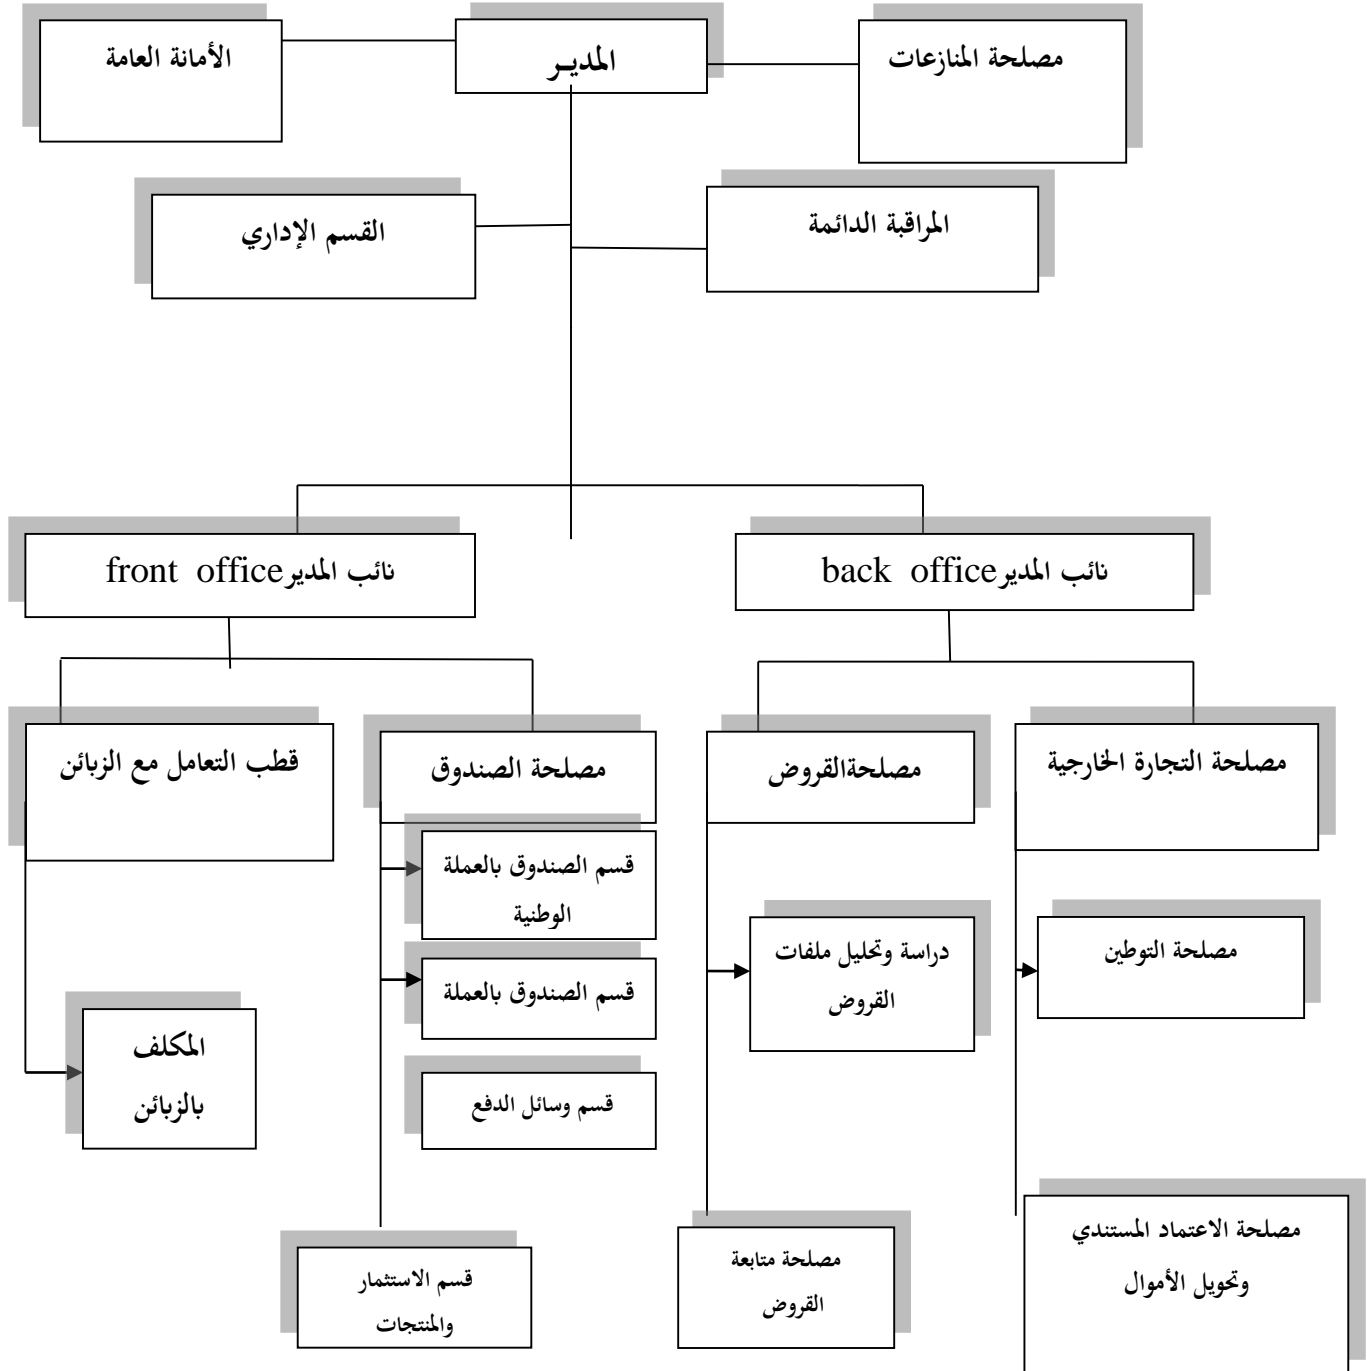 مصلحة المنازعات
المديـر
الأمانة العامة
المراقبة الدائمة
القسم الإداري
نائب المديرback office
نائب المديرfront office
مصلحة التجارة الخارجية
مصلحةالقروض
مصلحة الصندوق
قطب التعامل مع الزبائن
قسم الصندوق بالعملة
الوطنية
دراسة وتحليل ملفات
القروض
مصلحة التوطين
قسم الصندوق بالعملة
المكلف
بالزبائن
قسم وسائل الدفع
مصلحة الاعتماد المستندي
وتحويل الأموال
مصلحة متابعة
القروض
قسم الاستثمار
والمنتجات